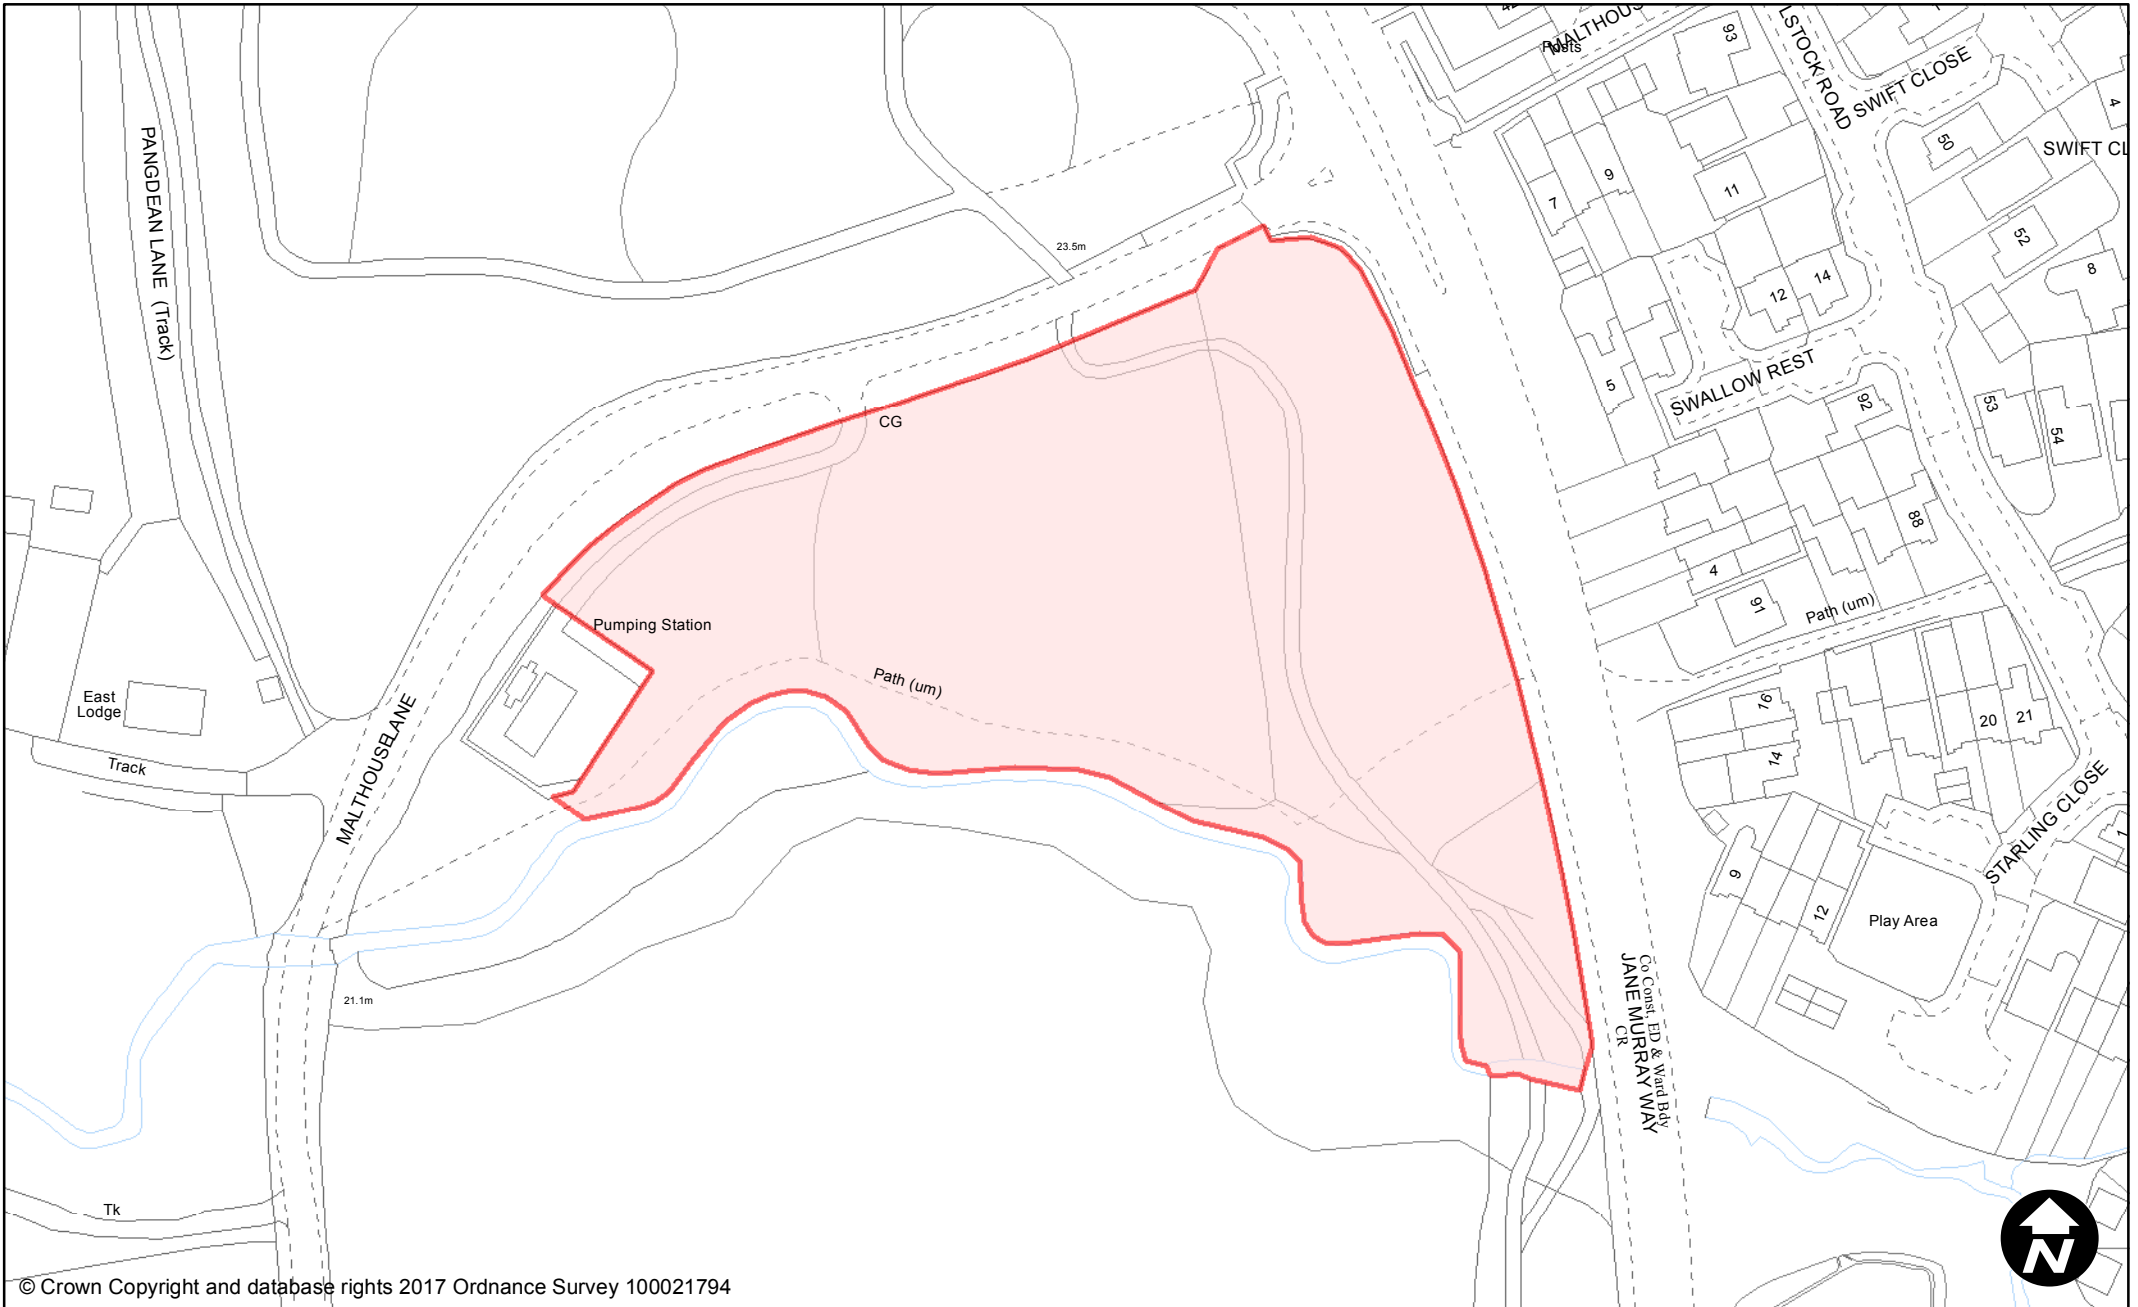 MALTHOUS
Posts
93
LSTOCK ROAD
SWIFT CLOSE
4
50
SWIFT CL
PANGDEAN LANE (Track)
9
11
7
52
23.5m
8
14
12
5
SWALLOW REST
92
53
54
CG
88
4
91
Path (um)
Pumping Station
Path (um)
East
Lodge
16
20
21
14
Track
MALTHOUSE LANE
STARLING CLOSE
1
9
12
Play Area
21.1m
Co Const, ED & Ward Bdy
JANE MURRAY WAY
CR
Tk
N
© Crown Copyright and database rights 2017 Ordnance Survey 100021794